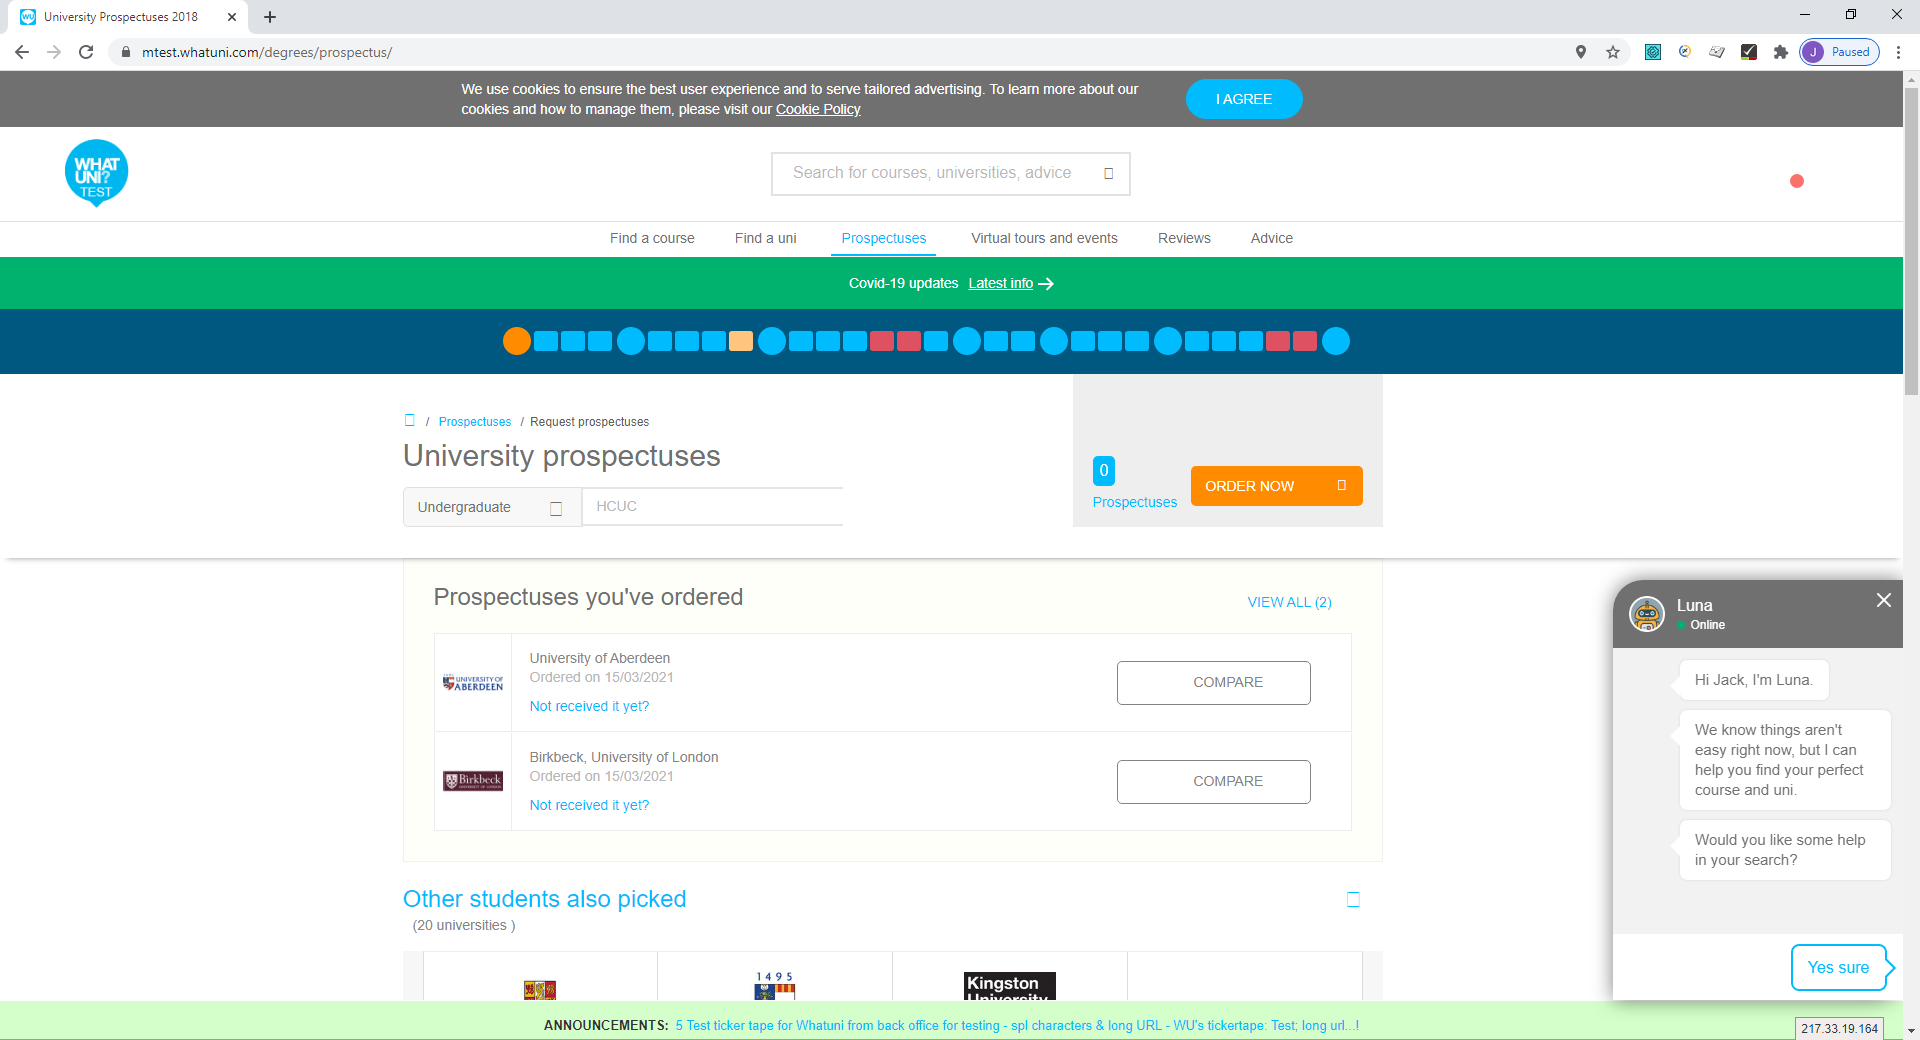 University Prospectuses 2018
mtest.whatuni.com/degrees/prospectus/
J Paused
We use cookies to ensure the best user experience and to serve tailored advertising. To learn more about our
cookies and how to manage them, please visit our Cookie Policy
I AGREE
WHAT
UNI?
TEST
Search for courses, universities, advice
Find a course
Find a uni
Prospectuses
Virtual tours and events
Reviews
Advice
Covid-19 updates Latest info
/ Prospectuses / Request prospectuses
University prospectuses
Undergraduate
HCUC
0
Prospectuses
ORDER NOW
Prospectuses you've ordered
VIEW ALL (2)
UNIVERSITY OF
ABERDEEN
University of Aberdeen
Ordered on 15/03/2021
Not received it yet?
COMPARE
Birkbeck
UNIVERSITY OF LONDON
Birkbeck, University of London
Ordered on 15/03/2021
Not received it yet?
COMPARE
Other students also picked
(20 universities )
1495
Kingston
University
Luna
Online
Hi Jack, I'm Luna.
We know things aren't
easy right now, but I can
help you find your perfect
course and uni.
Would you like some help
in your search?
Yes sure
ANNOUNCEMENTS: 5 Test ticker tape for Whatuni from back office for testing - spl characters & long URL - WU's tickertape: Test; long url...!
217.33.19.164